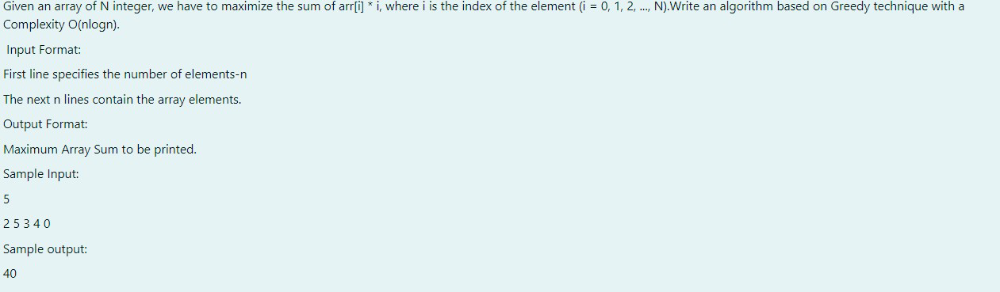 Given an array of N integer, we have to maximize the sum of arr[i] * i, where i is the index of the element (i = 0, 1, 2, ..., N).Write an algorithm based on Greedy technique with a
Complexity O(nlogn).
Input Format:
First line specifies the number of elements-n
The next n lines contain the array elements.
Output Format:
Maximum Array Sum to be printed.
Sample Input:
5
2 5 3 4 0
Sample output:
40